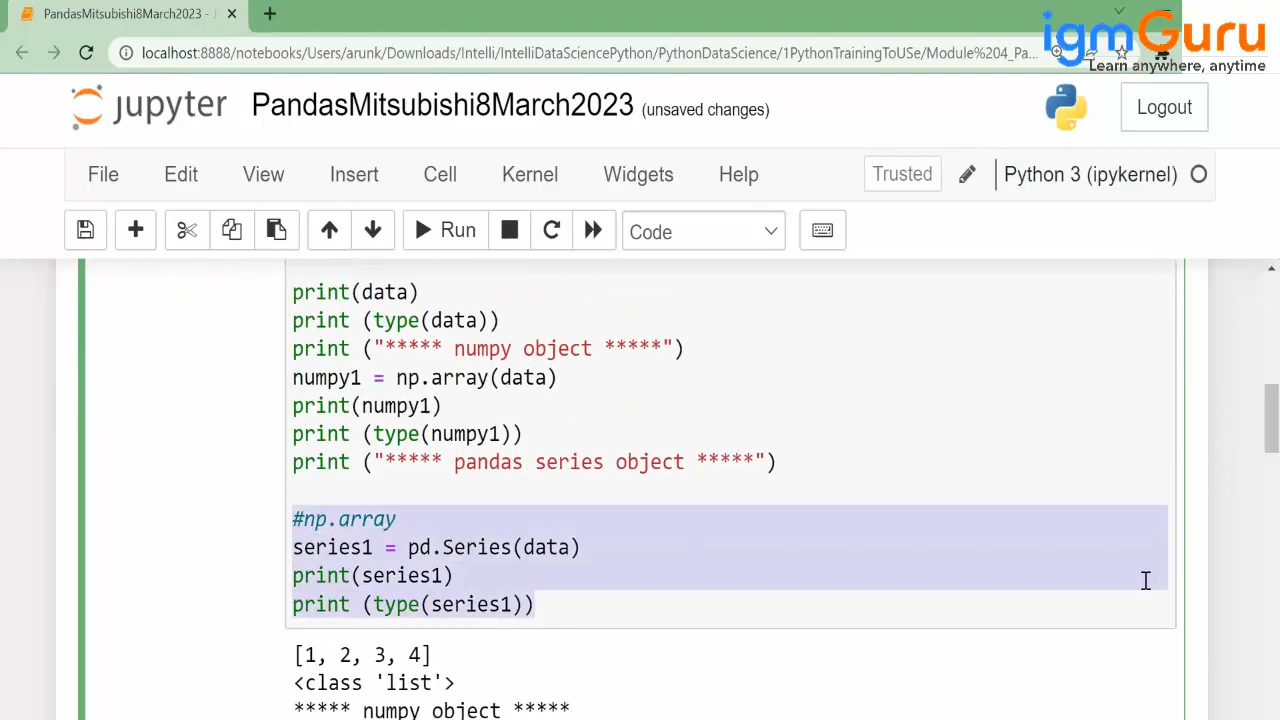 PandasMitsubishi8March2023 - J
igmGuru
Learn anywhere, anytime
localhost:8888/notebooks/Users/aruk/Downloads/Intelli/IntelliDataSciencePython/PythonDataScience/1PythonTrainingToUSe/Module%204_Pa...
jupyter PandasMitsubishi8March2023 (unsaved changes)
Logout
File Edit View Insert Cell Kernel Widgets Help
Trusted
Python 3 (ipykernel)
Run
Code
print(data)
print (type(data))
print ("***** numpy object *****")
numpy1 = np.array(data)
print(numpy1)
print (type(numpy1))
print ("***** pandas series object *****")
#np.array
series1 = pd.Series(data)
print(series1)
print (type(series1))
[1, 2, 3, 4]
<class 'list'>
***** numpy object *****